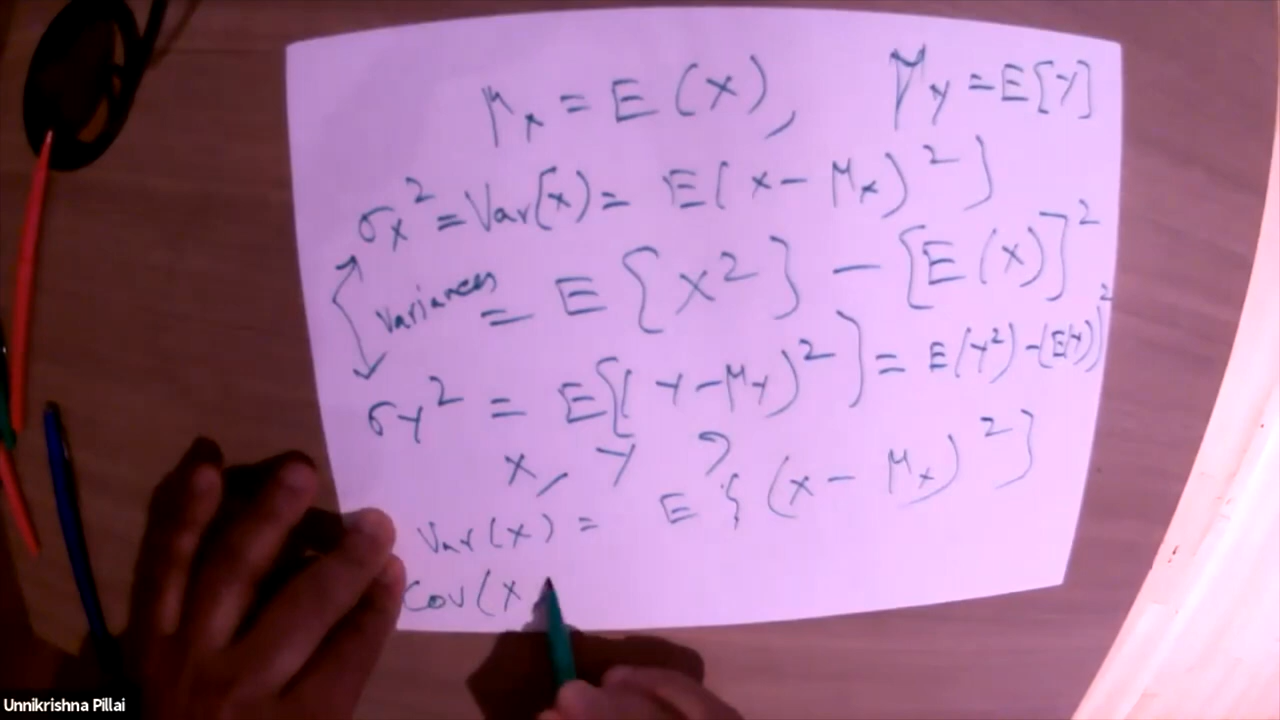 μx = E(X), μy = E[Y]
σx² = Var(X) = E(X - μx)²}
variances = E{X²} - [E(X)]²
σy² = E{(Y - μy)²} = E(Y²) - (E(Y))²
X, Y ?
Var(X) = E{(X - μx)²}
Cov(X
Unnikrishna Pillai